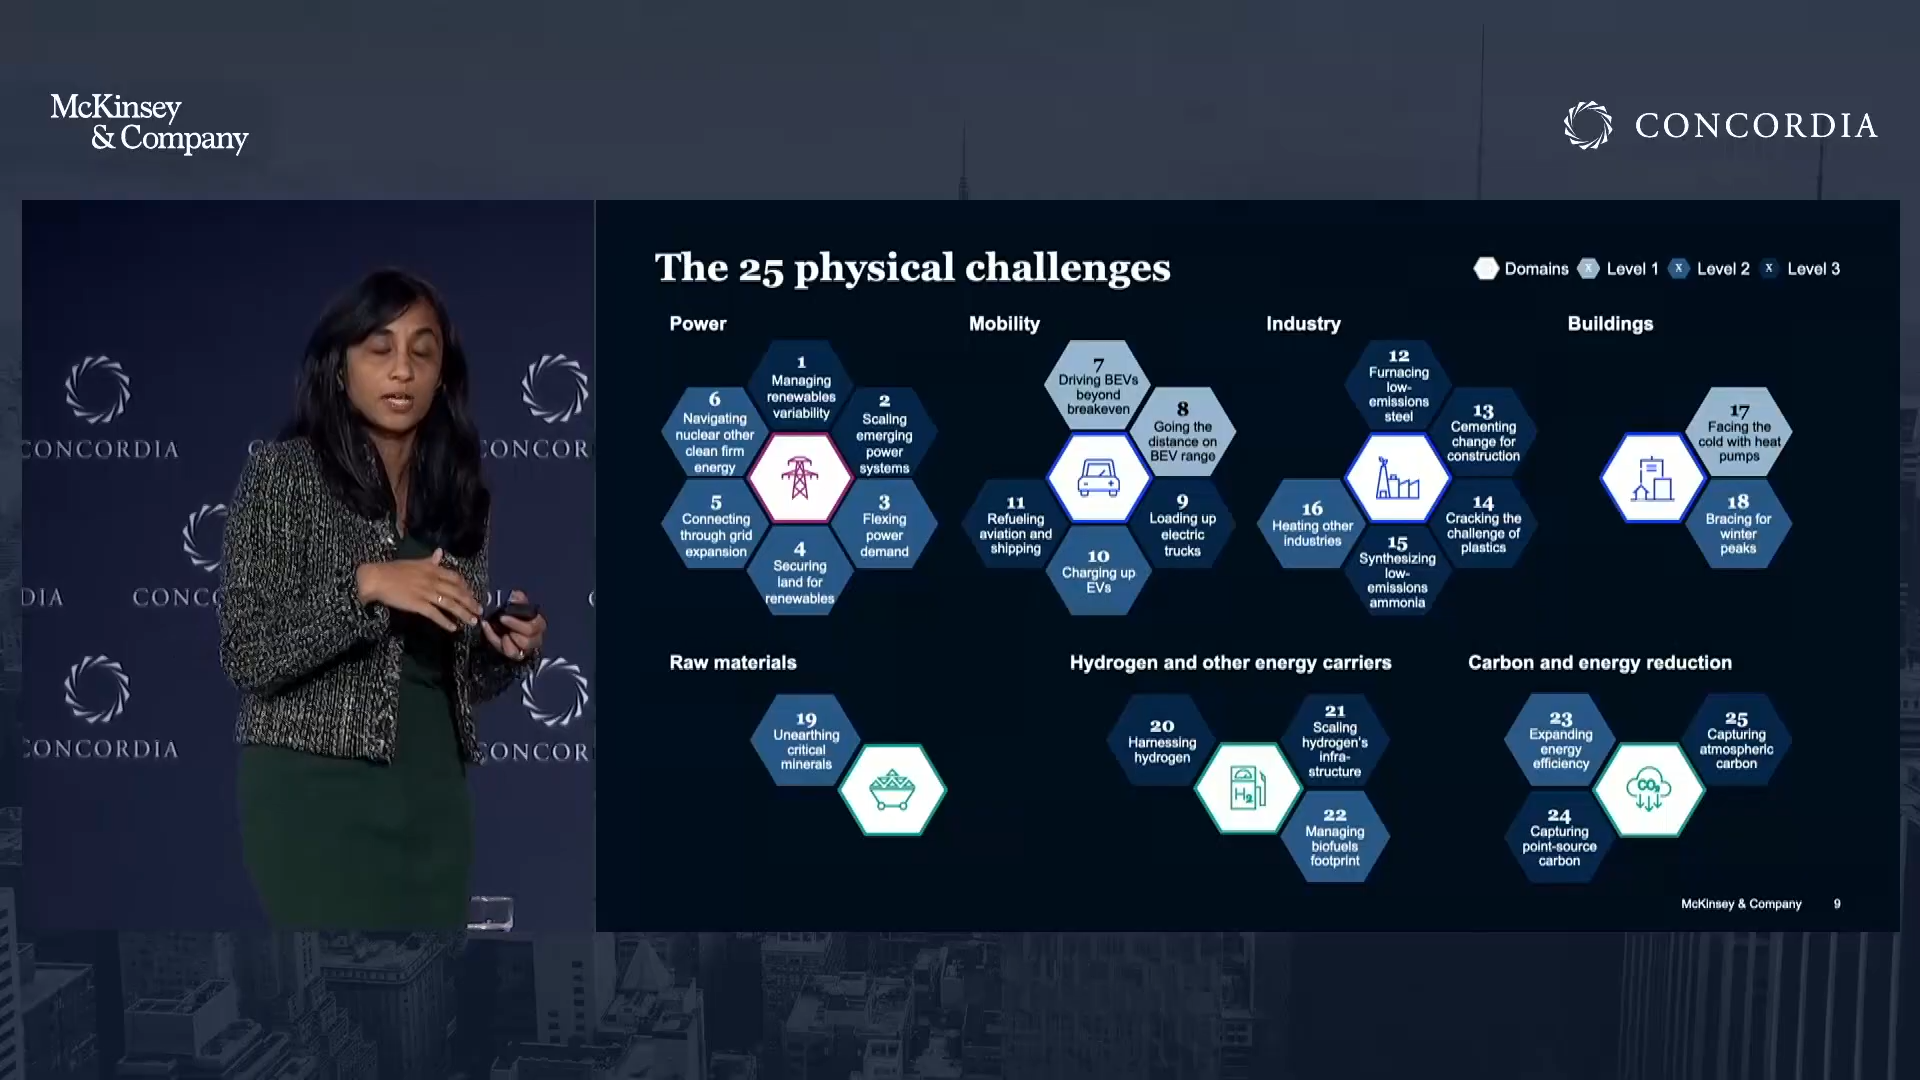 McKinsey
& Company
CONCORDIA
CONCORDIA
CONCOR
DIA
CONC
DIA
CONCORDIA
CONCOR
The 25 physical challenges
Domains
x
Level 1
x
Level 2
x
Level 3
Power
1
Managing
renewables
variability
2
Scaling
emerging
power
systems
3
Flexing
power
demand
4
Securing
land for
renewables
5
Connecting
through grid
expansion
6
Navigating
nuclear other
clean firm
energy
Mobility
7
Driving BEVs
beyond
breakeven
8
Going the
distance on
BEV range
9
Loading up
electric
trucks
10
Charging up
EVs
11
Refueling
aviation and
shipping
Industry
12
Furnacing
low-
emissions
steel
13
Cementing
change for
construction
14
Cracking the
challenge of
plastics
15
Synthesizing
low-
emissions
ammonia
16
Heating other
industries
Buildings
17
Facing the
cold with heat
pumps
18
Bracing for
winter
peaks
Raw materials
19
Unearthing
critical
minerals
Hydrogen and other energy carriers
20
Harnessing
hydrogen
21
Scaling
hydrogen's
infra-
structure
H2
22
Managing
biofuels
footprint
Carbon and energy reduction
23
Expanding
energy
efficiency
CO2
24
Capturing
point-source
carbon
25
Capturing
atmospheric
carbon
McKinsey & Company
9